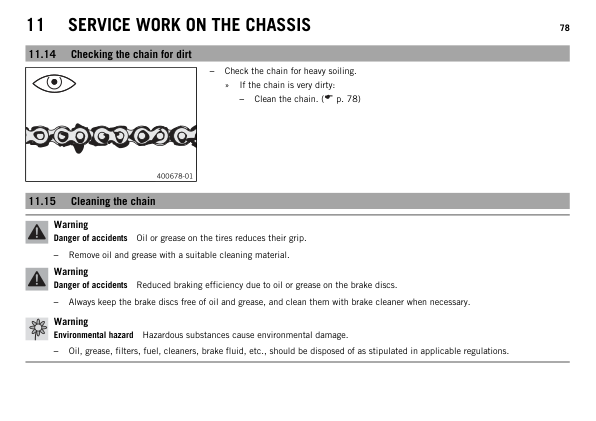 11 SERVICE WORK ON THE CHASSIS 78
11.14 Checking the chain for dirt
400678-01
– Check the chain for heavy soiling.
» If the chain is very dirty:
– Clean the chain. (☛ p. 78)
11.15 Cleaning the chain
Warning
Danger of accidents Oil or grease on the tires reduces their grip.
– Remove oil and grease with a suitable cleaning material.
Warning
Danger of accidents Reduced braking efficiency due to oil or grease on the brake discs.
– Always keep the brake discs free of oil and grease, and clean them with brake cleaner when necessary.
Warning
Environmental hazard Hazardous substances cause environmental damage.
– Oil, grease, filters, fuel, cleaners, brake fluid, etc., should be disposed of as stipulated in applicable regulations.